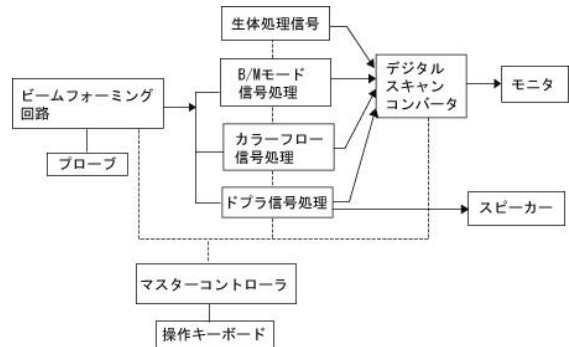 生体処理信号
B/Mモード
信号処理
デジタル
スキャン
コンバータ
モニタ
ビームフォーミング
回路
カラーフロー
信号処理
プローブ
ドプラ信号処理
スピーカー
マスターコントローラ
操作キーボード